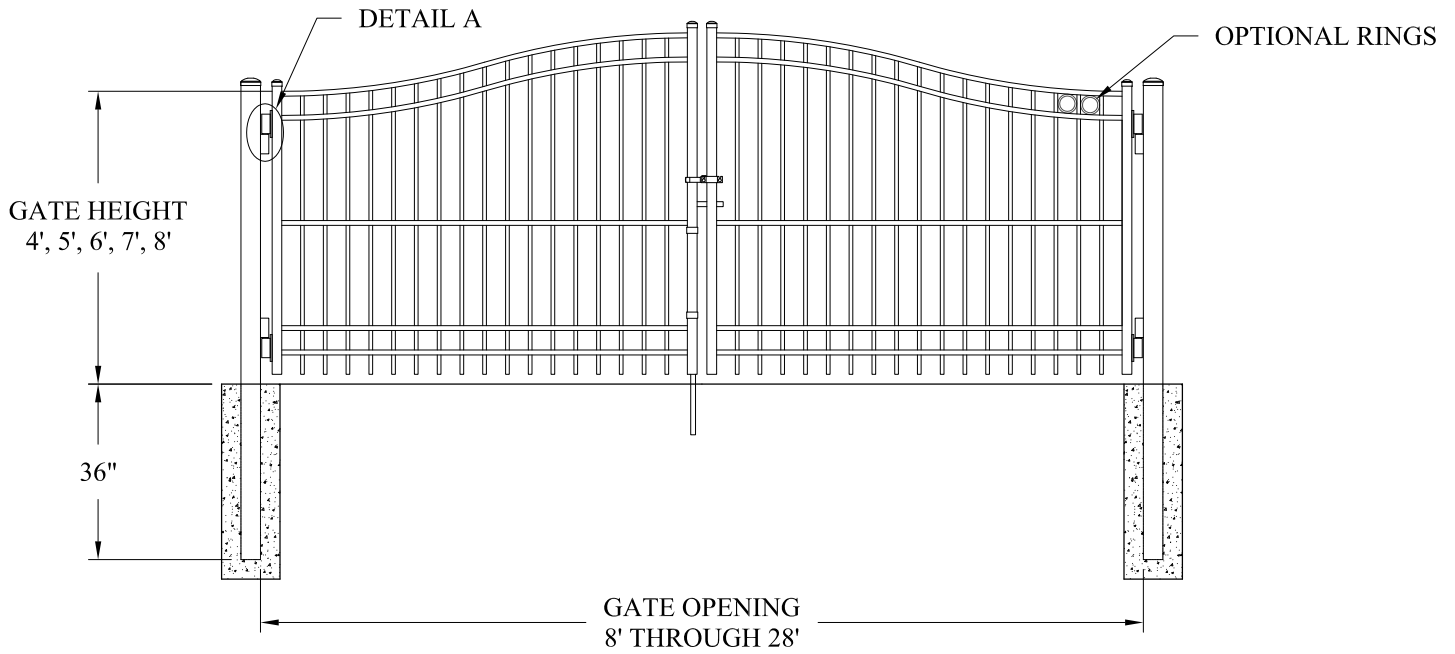 DETAIL A
OPTIONAL RINGS
GATE HEIGHT
4', 5', 6', 7', 8'
36"
GATE OPENING
8' THROUGH 28'